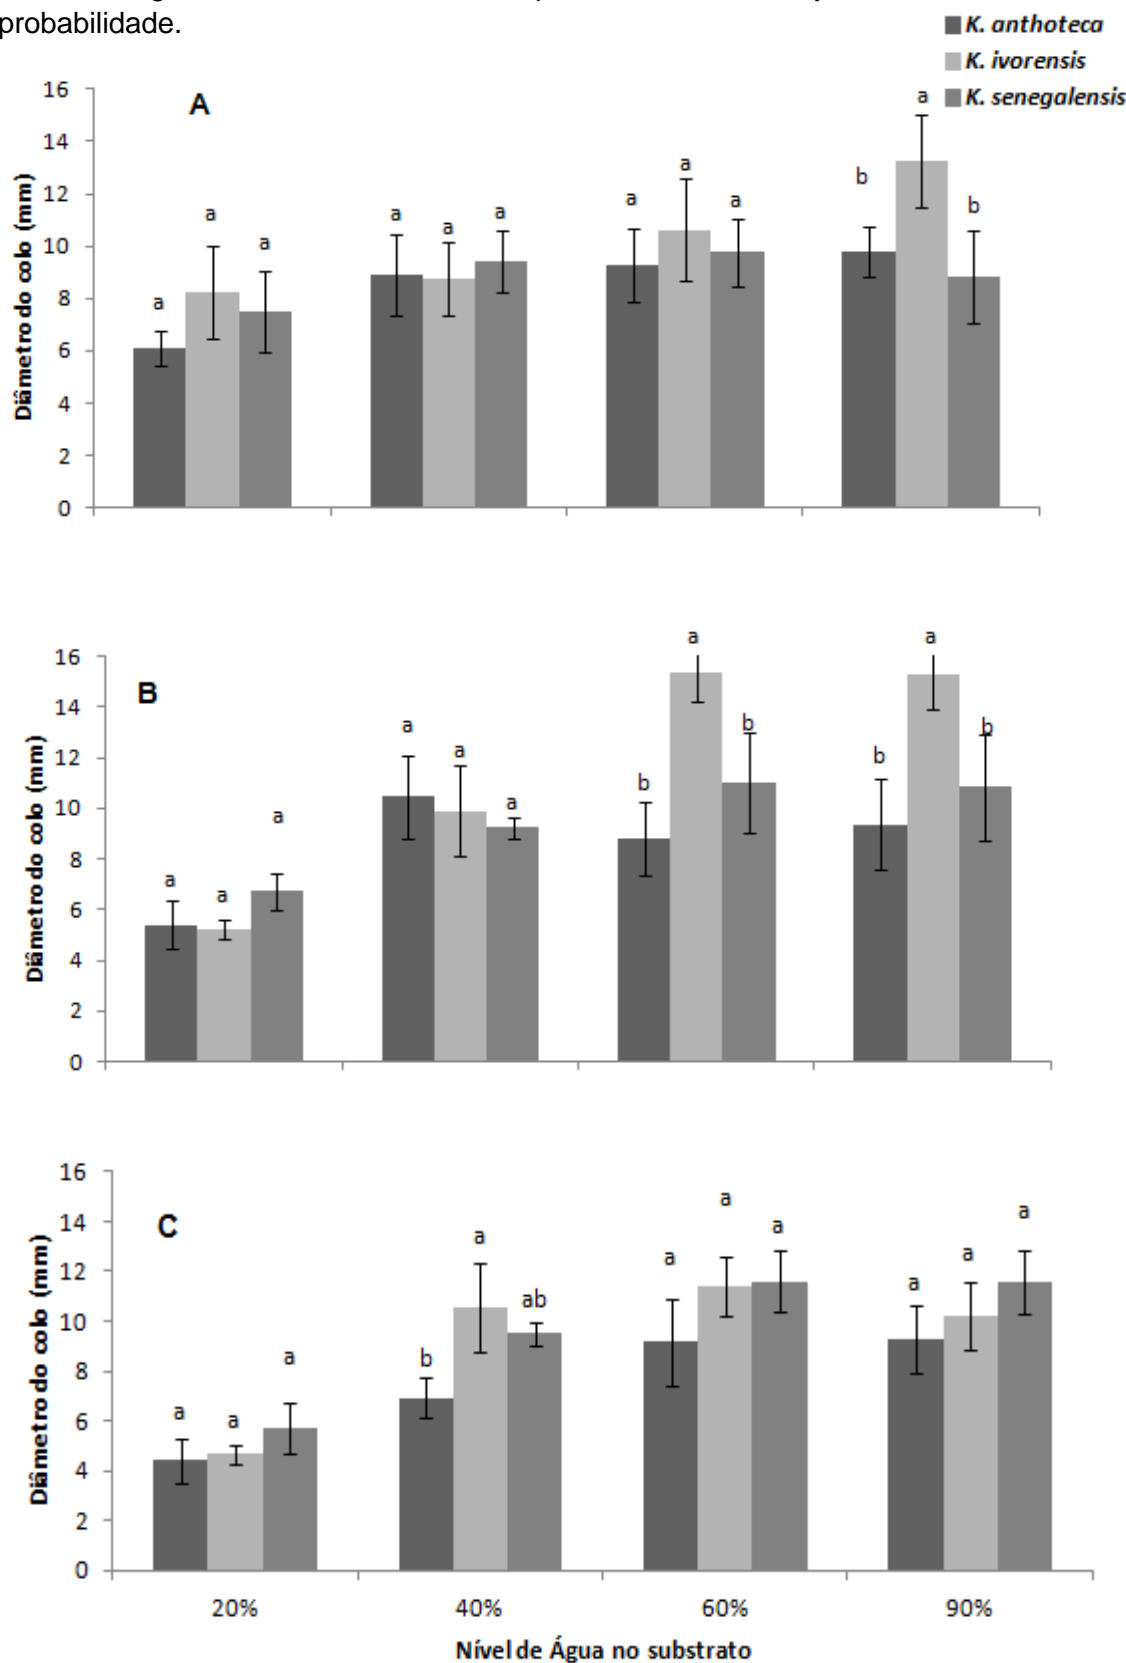 probabilidade.
K. anthoteca
K. ivorensis
K. senegalensis
A
Diâmetro do colo (mm)
16
14
12
10
8
6
4
2
0
a a a
a a a
a a a
b a b
B
Diâmetro do colo (mm)
16
14
12
10
8
6
4
2
0
a a a
a a a
b a b
b a b
C
Diâmetro do colo (mm)
16
14
12
10
8
6
4
2
0
a a a
b a ab
a a a
a a a
20% 40% 60% 90%
Nível de Água no substrato